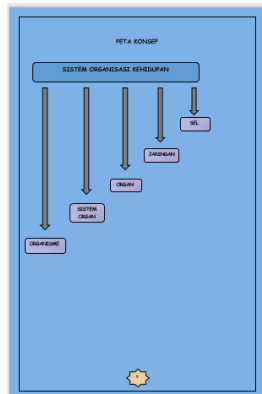 PETA KONSEP
SISTEM ORGANISASI KEHIDUPAN
SEL
JARINGAN
ORGAN
SISTEM
ORGAN
ORGANISME
V